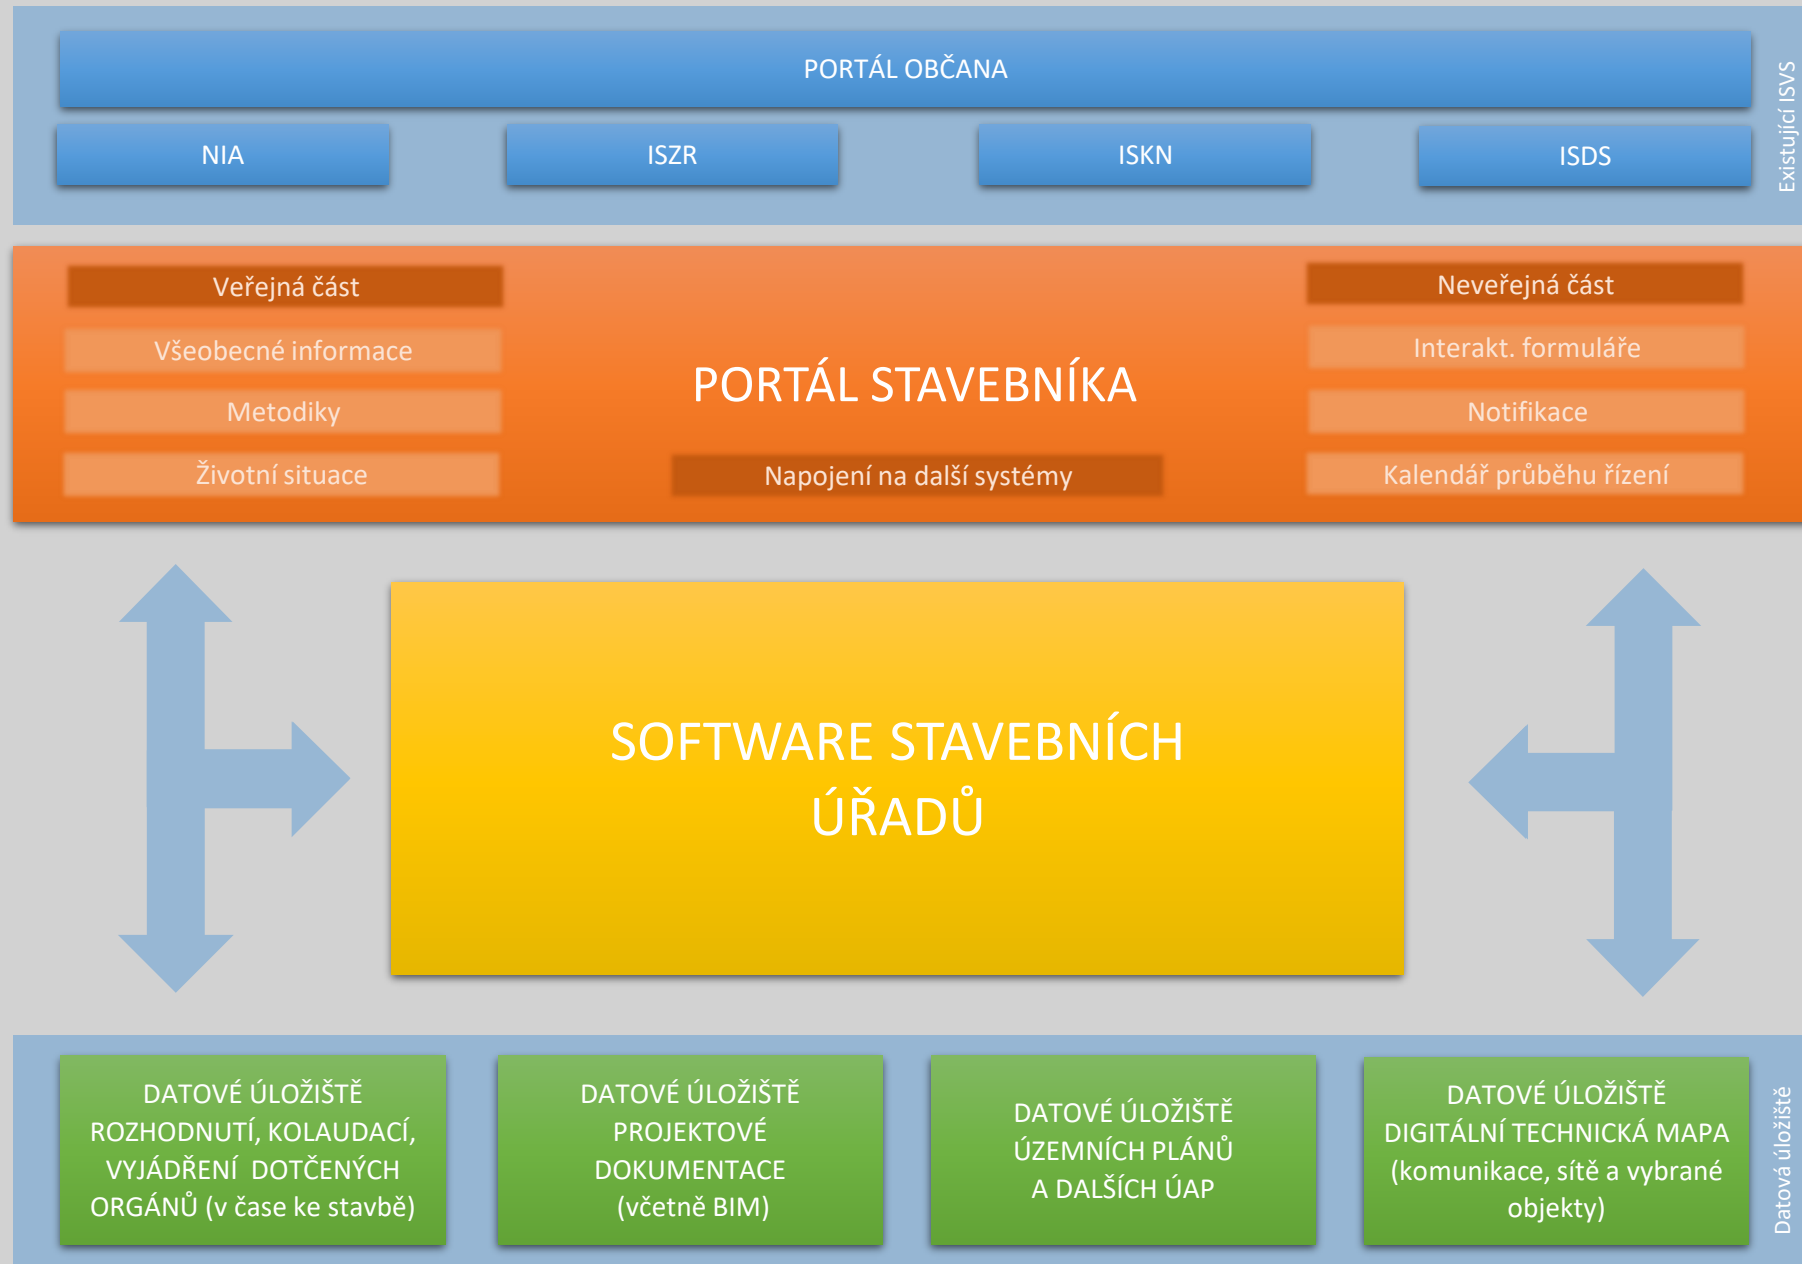 PORTÁL OBČANA
NIA
ISZR
ISKN
ISDS
Existující ISVS
Veřejná část
Všeobecné informace
Metodiky
Životní situace
PORTÁL STAVEBNÍKA
Napojení na další systémy
Neveřejná část
Interakt. formuláře
Notifikace
Kalendář průběhu řízení
SOFTWARE STAVEBNÍCH
ÚŘADŮ
DATOVÉ ÚLOŽIŠTĚ
ROZHODNUTÍ, KOLAUDACÍ,
VYJÁDŘENÍ DOTČENÝCH
ORGÁNŮ (v čase ke stavbě)
DATOVÉ ÚLOŽIŠTĚ
PROJEKTOVÉ
DOKUMENTACE
(včetně BIM)
DATOVÉ ÚLOŽIŠTĚ
ÚZEMNÍCH PLÁNŮ
A DALŠÍCH ÚAP
DATOVÉ ÚLOŽIŠTĚ
DIGITÁLNÍ TECHNICKÁ MAPA
(komunikace, sítě a vybrané
objekty)
Datová úložiště